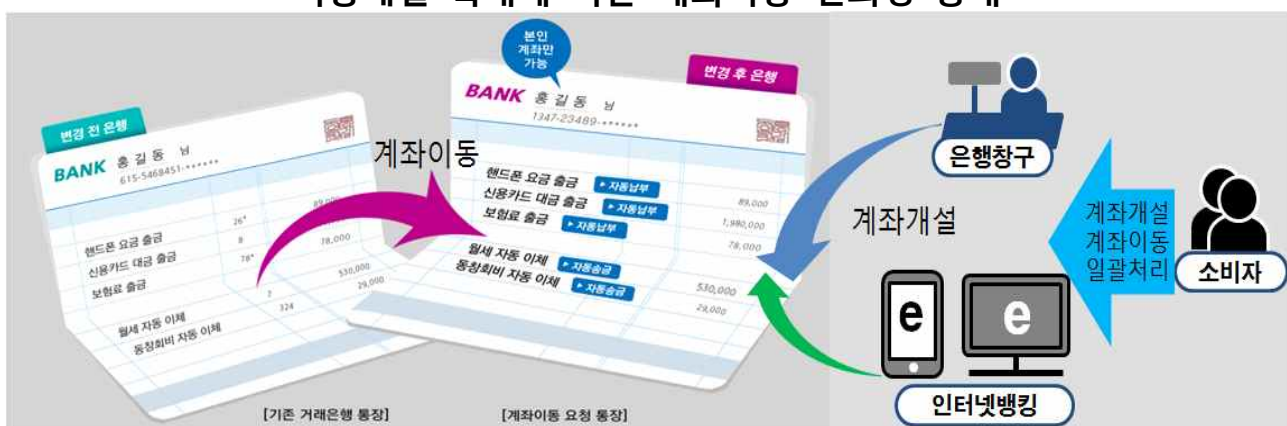 본인
계좌만
가능
변경 전 은행
BANK 홍 길 동 님
615-5468451-******
핸드폰 요금 출금
신용카드 대금 출금
보험료 출금
월세 자동 이체
동창회비 자동 이체
78,000
530,000
29,000
324
[기존 거래은행 통장]
계좌이동
변경 후 은행
BANK 홍 길 동 님
1347-23489-******
핸드폰 요금 출금 ▶ 자동납부 89,000
신용카드 대금 출금 ▶ 자동납부 1,980,000
보험료 출금 ▶ 자동납부 78,000
월세 자동 이체 ▶ 자동송금 530,000
동창회비 자동 이체 ▶ 자동송금 29,000
[계좌이동 요청 통장]
계좌개설
은행창구
e
e
인터넷뱅킹
계좌개설
계좌이동
일괄처리
소비자